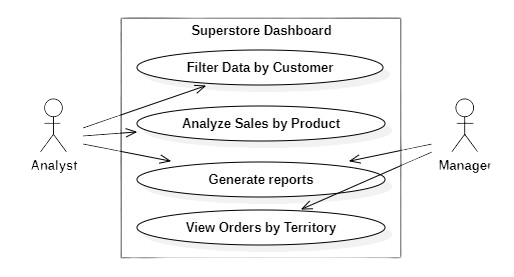 Superstore Dashboard
Filter Data by Customer
Analyze Sales by Product
Analyst
Manager
Generate reports
View Orders by Territory